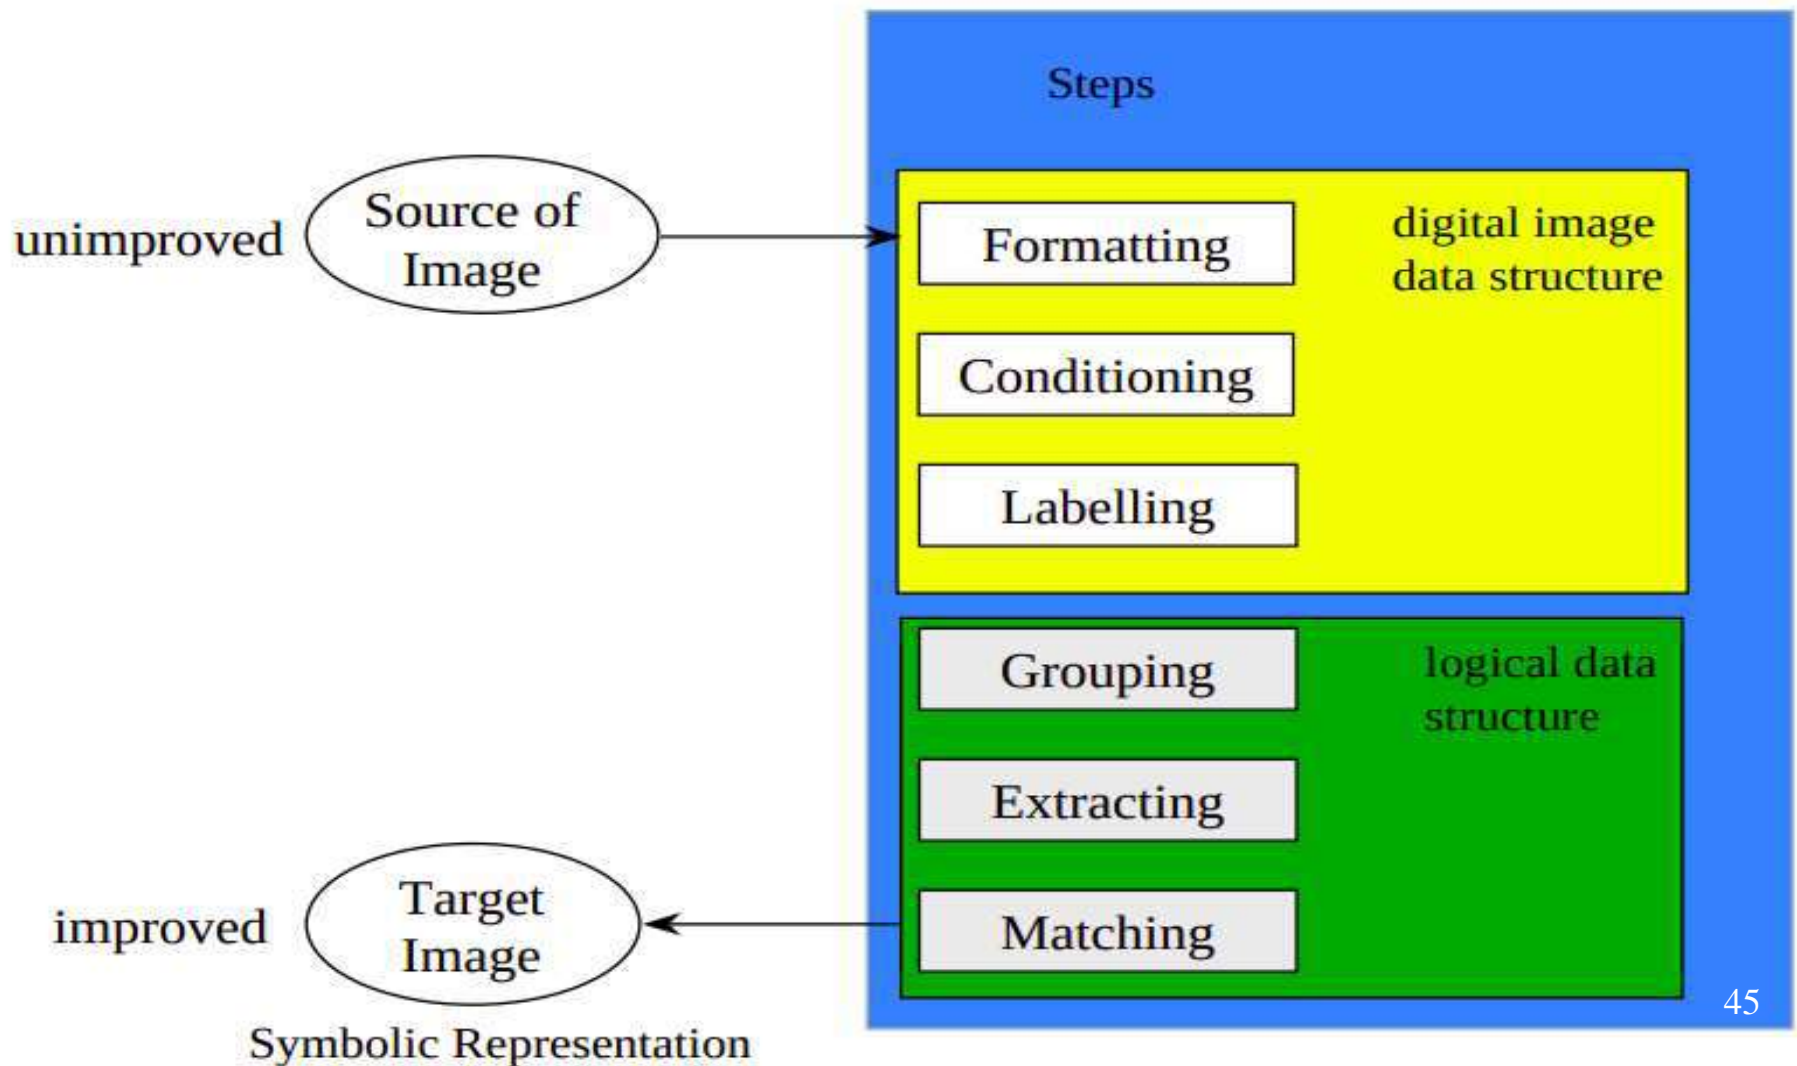 Steps
unimproved
Source of
Image
Formatting
digital image
data structure
Conditioning
Labelling
Grouping
logical data
structure
Extracting
Matching
improved
Target
Image
Symbolic Representation
45